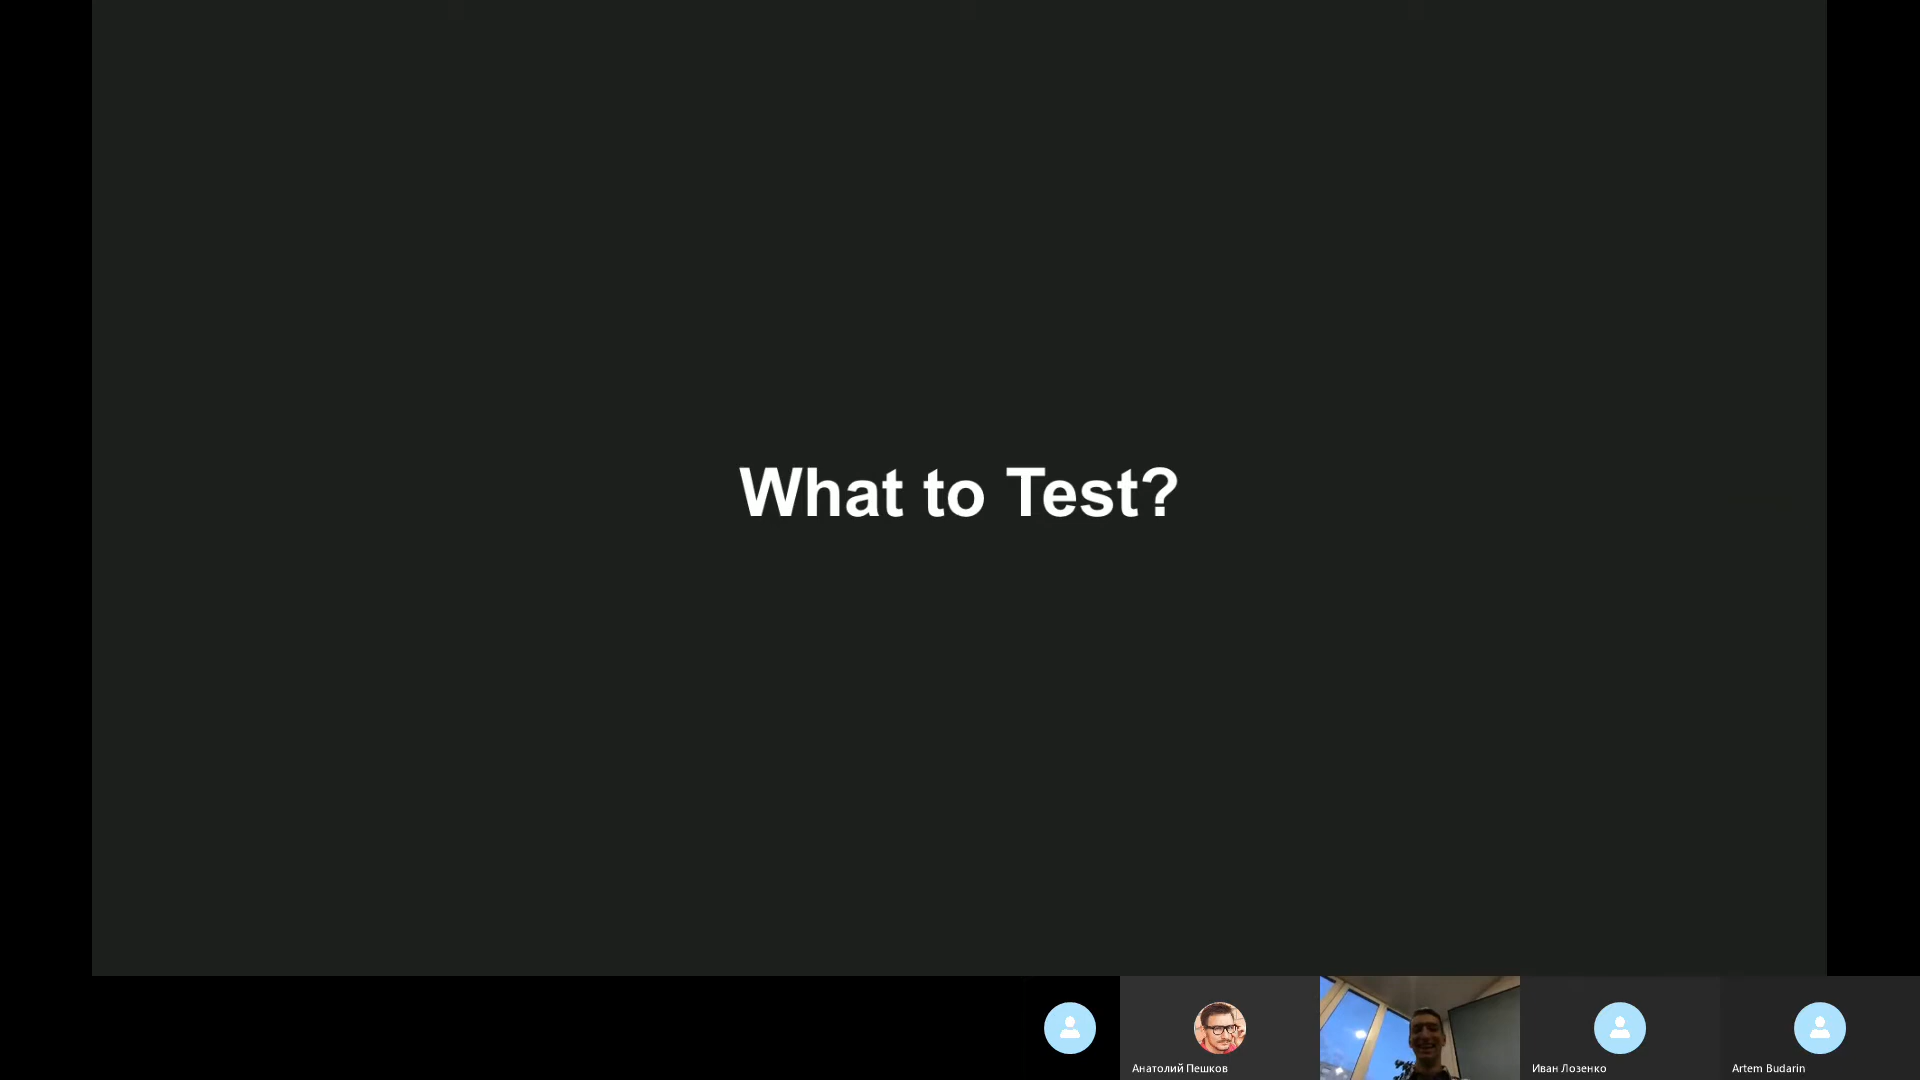 What to Test?
Анатолий Пешков
Иван Лозенко
Artem Budarin